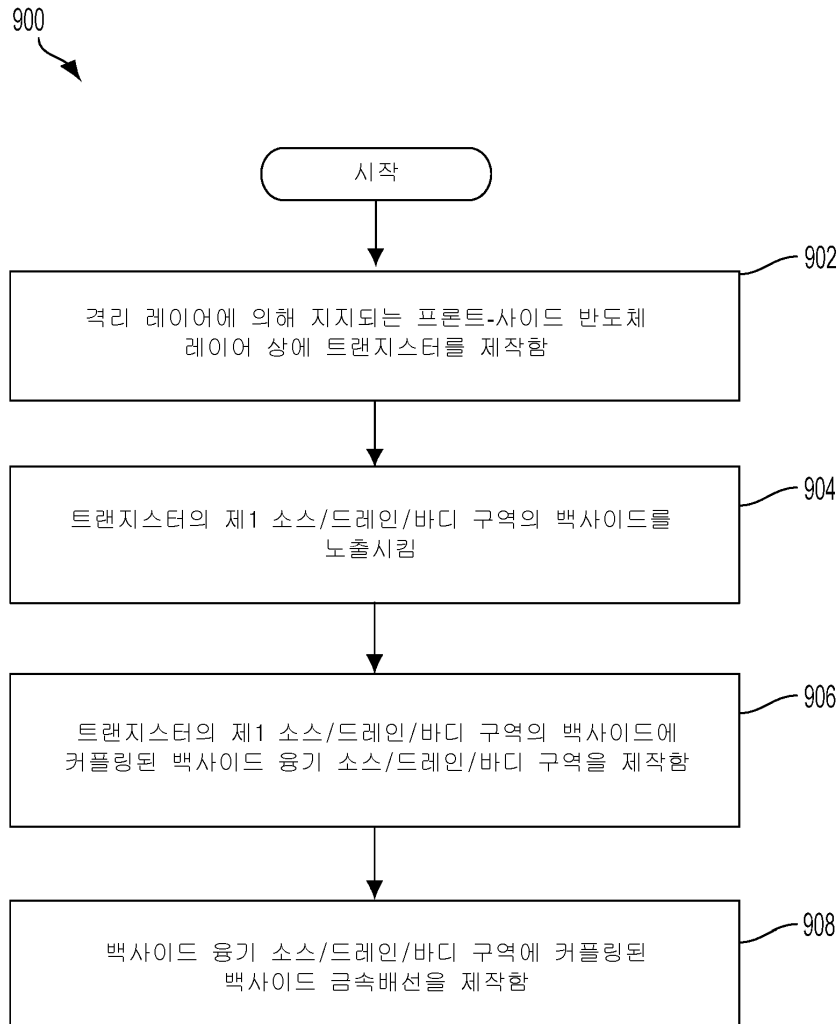 900
시작
902
격리 레이어에 의해 지지되는 프론트-사이드 반도체
레이어 상에 트랜지스터를 제작함
904
트랜지스터의 제1 소스/드레인/바디 구역의 백사이드를
노출시킴
906
트랜지스터의 제1 소스/드레인/바디 구역의 백사이드에
커플링된 백사이드 융기 소스/드레인/바디 구역을 제작함
908
백사이드 융기 소스/드레인/바디 구역에 커플링된
백사이드 금속배선을 제작함